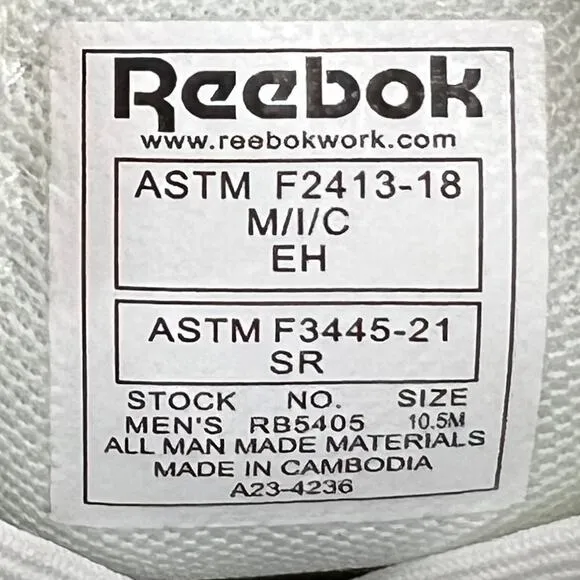 Reebok
www.reebokwork.com
ASTM F2413-18
M/I/C
EH
ASTM F3445-21
SR
STOCK NO. SIZE
MEN'S RB5405 10.5M
ALL MAN MADE MATERIALS
MADE IN CAMBODIA
A23-4236